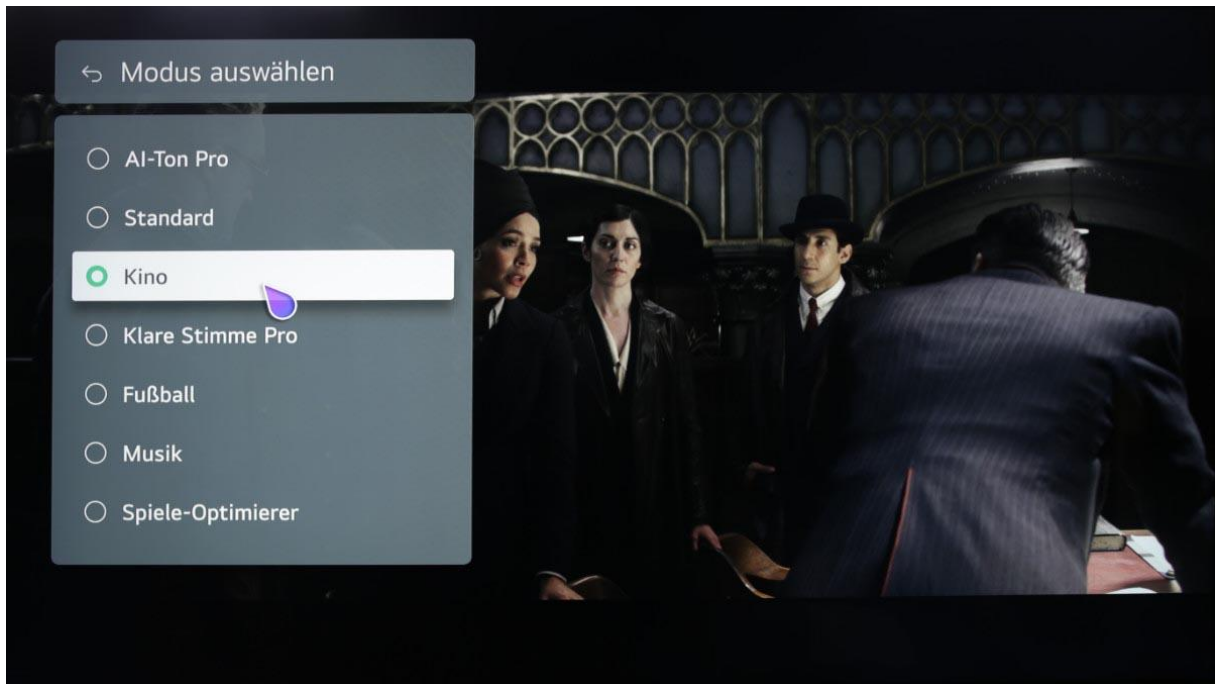 Modus auswählen
AI-Ton Pro
Standard
Kino
Klare Stimme Pro
Fußball
Musik
Spiele-Optimierer